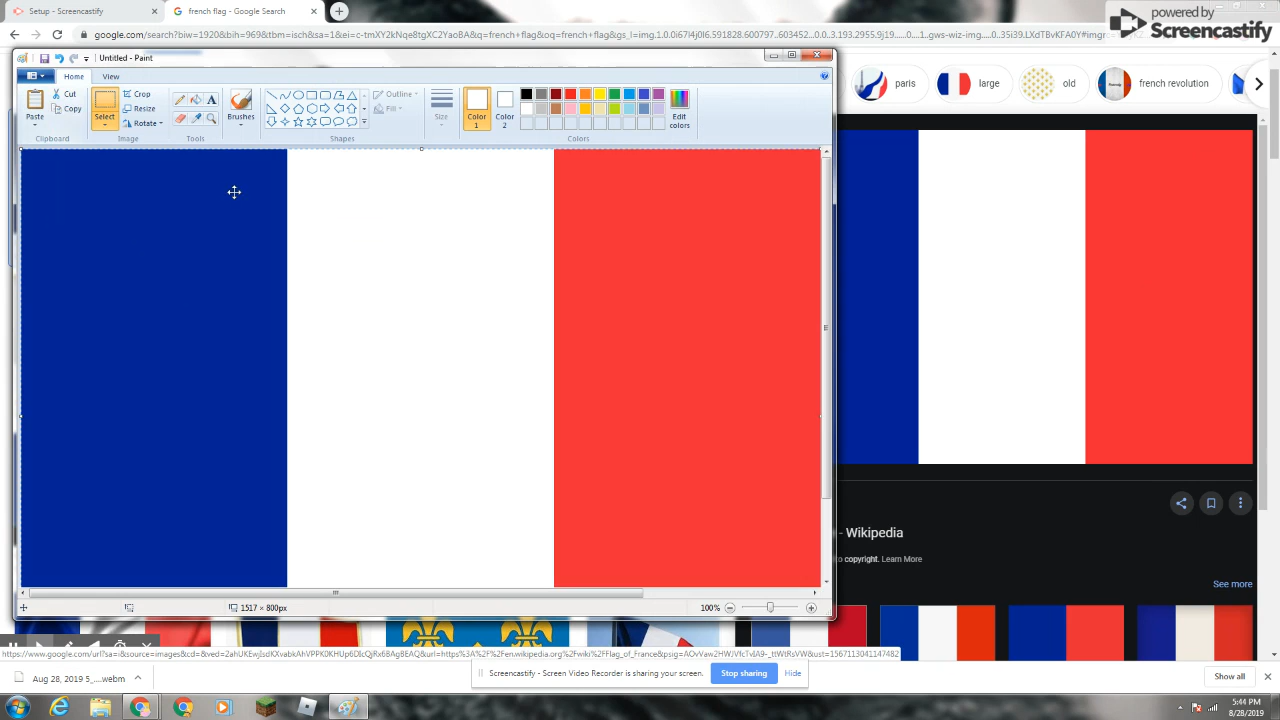 Setup - Screencastify
french flag - Google Search
powered by
Screencastify
Untitled - Paint
Home
View
Paste
Cut
Copy
Clipboard
Select
Crop
Resize
Rotate
Image
Tools
Brushes
Shapes
Outline
Fill
Size
Color
1
Color
2
Edit
colors
Colors
paris
large
old
french revolution
- Wikipedia
copyright. Learn More
See more
1517 × 800px
100%
Aug 28, 2019 5....webm
Screencastify - Screen Video Recorder is sharing your screen.
Stop sharing
Hide
Show all
5:44 PM
8/28/2019